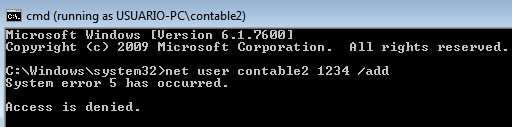 cmd (running as USUARIO-PC\contable2)
Microsoft Windows [Version 6.1.7600]
Copyright (c) 2009 Microsoft Corporation.  All rights reserved.
C:\Windows\system32>net user contable2 1234 /add
System error 5 has occurred.
Access is denied.